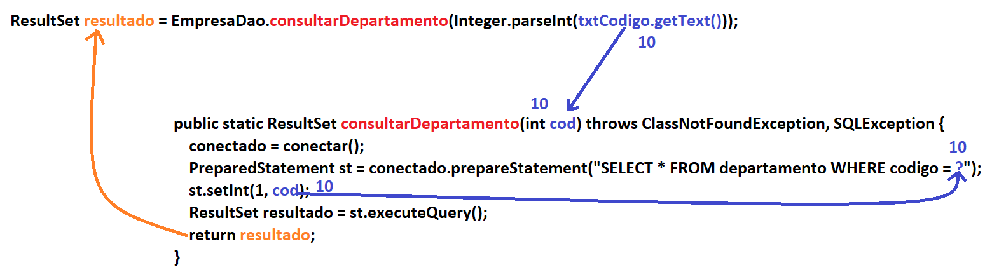 ResultSet resultado = EmpresaDao.consultarDepartamento(Integer.parseInt(txtCodigo.getText()));
10
10
public static ResultSet consultarDepartamento(int cod) throws ClassNotFoundException, SQLException {
conectado = conectar();
10
PreparedStatement st = conectado.prepareStatement("SELECT * FROM departamento WHERE codigo = ?");
st.setInt(1, cod); 10
ResultSet resultado = st.executeQuery();
return resultado;
}